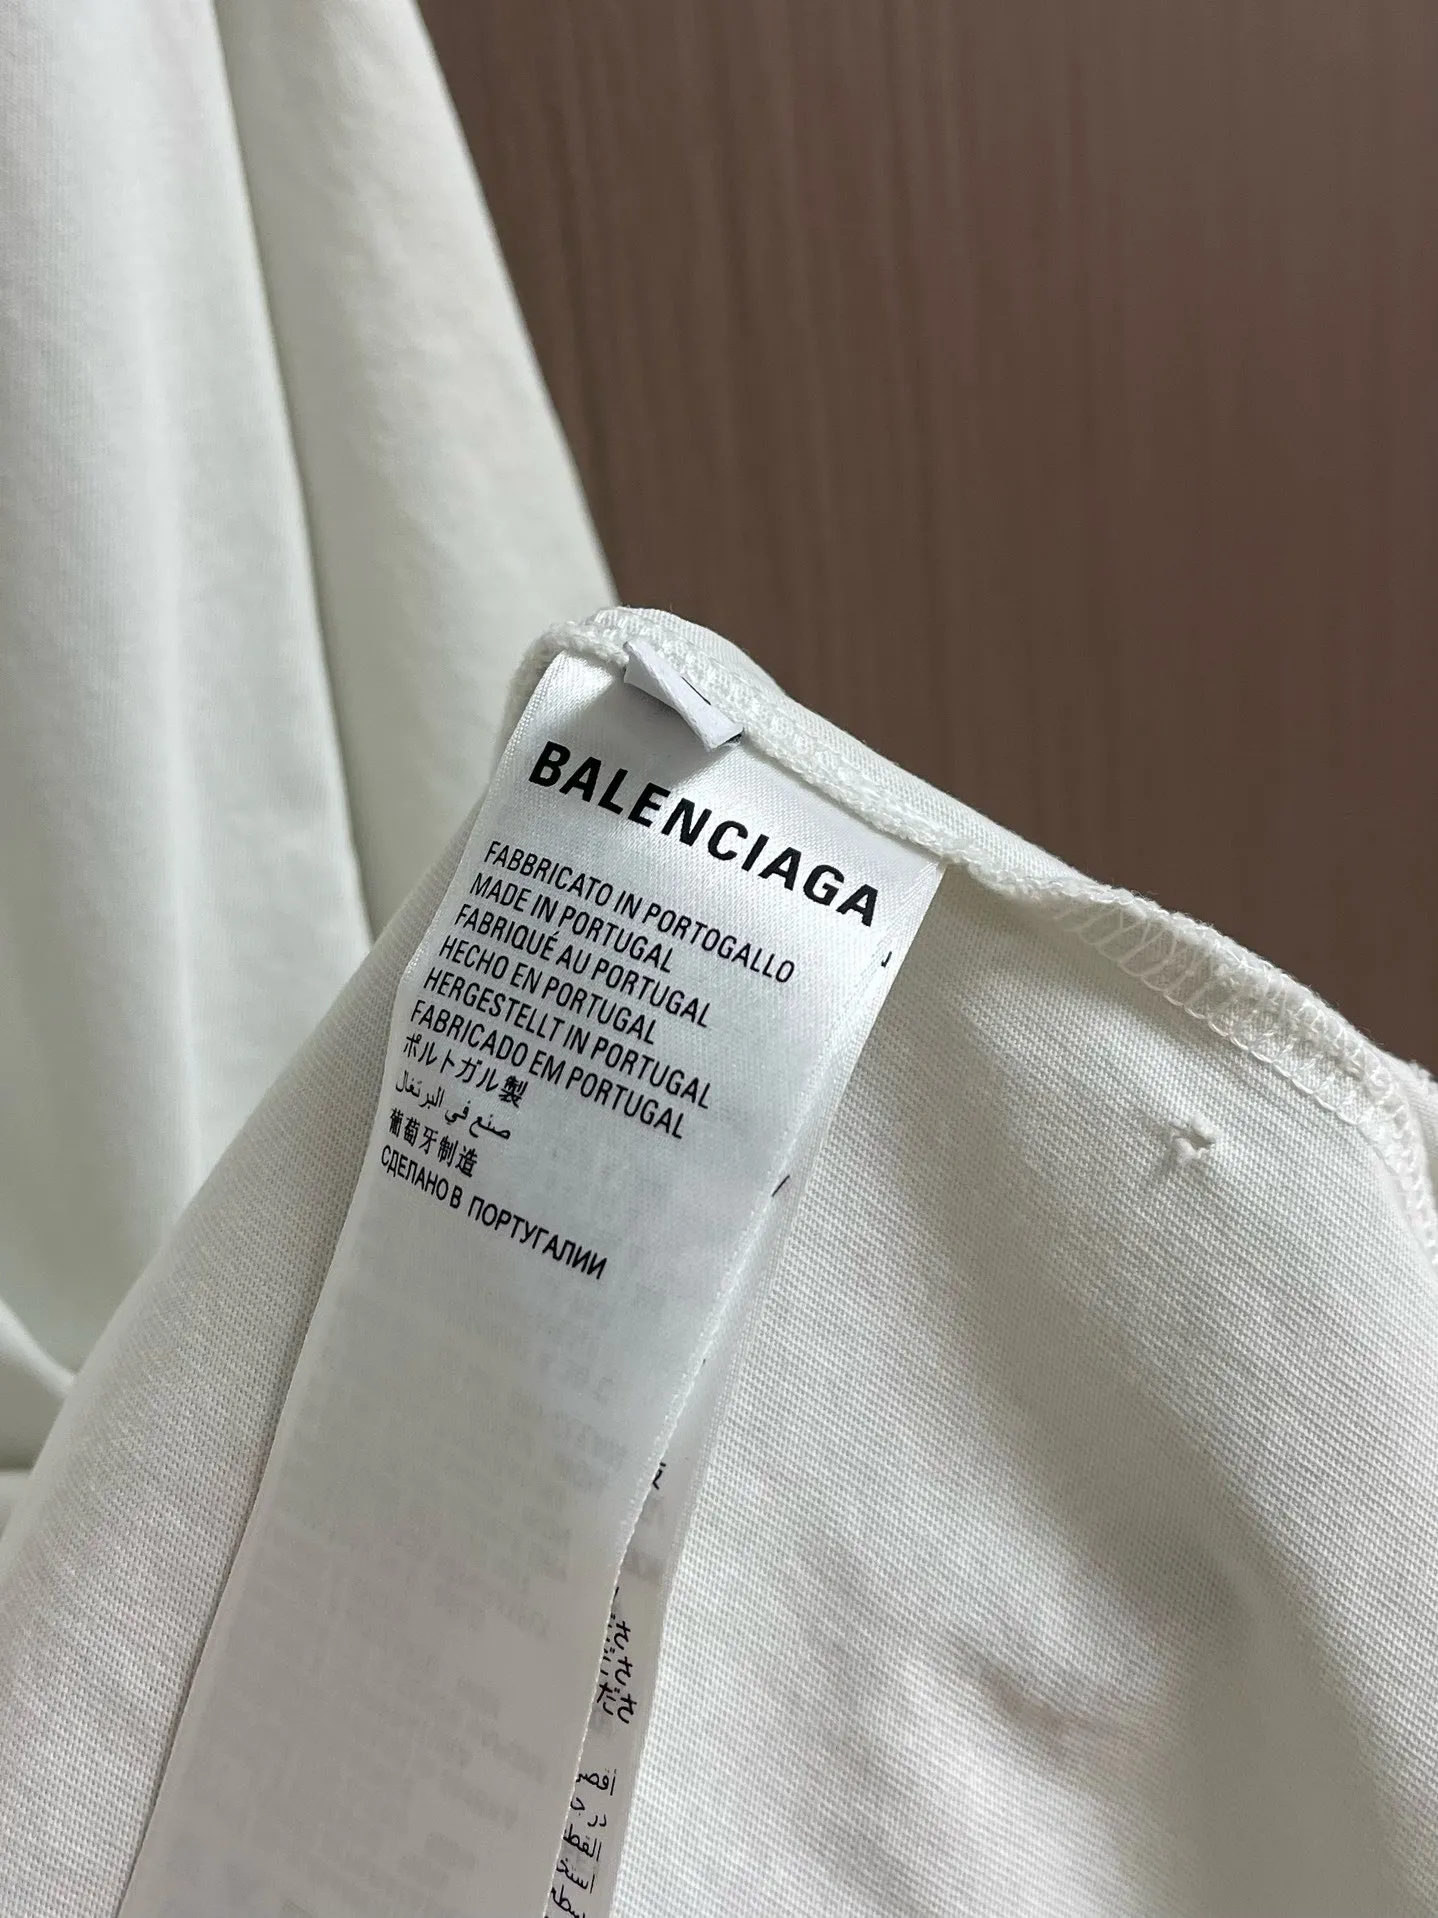 BALENCIAGA
FABBRICATO IN PORTOGALLO
MADE IN PORTUGAL
FABRIQUÉ AU PORTUGAL
HECHO EN PORTUGAL
HERGESTELLT IN PORTUGAL
FABRICADO EM PORTUGAL
ポルトガル製
صنع في البرتغال
葡萄牙制造
СДЕЛАНО В ПОРТУГАЛИИ